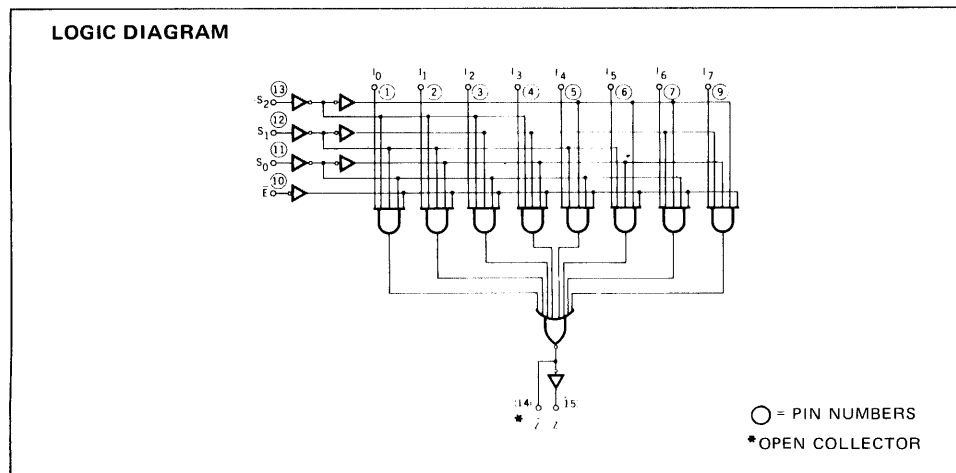 LOGIC DIAGRAM
I0 I1 I2 I3 I4 I5 I6 I7
1 2 3 4 5 6 7 9
13
S2
12
S1
11
S0
10
E
(14) 15)
* Z
= PIN NUMBERS
*OPEN COLLECTOR